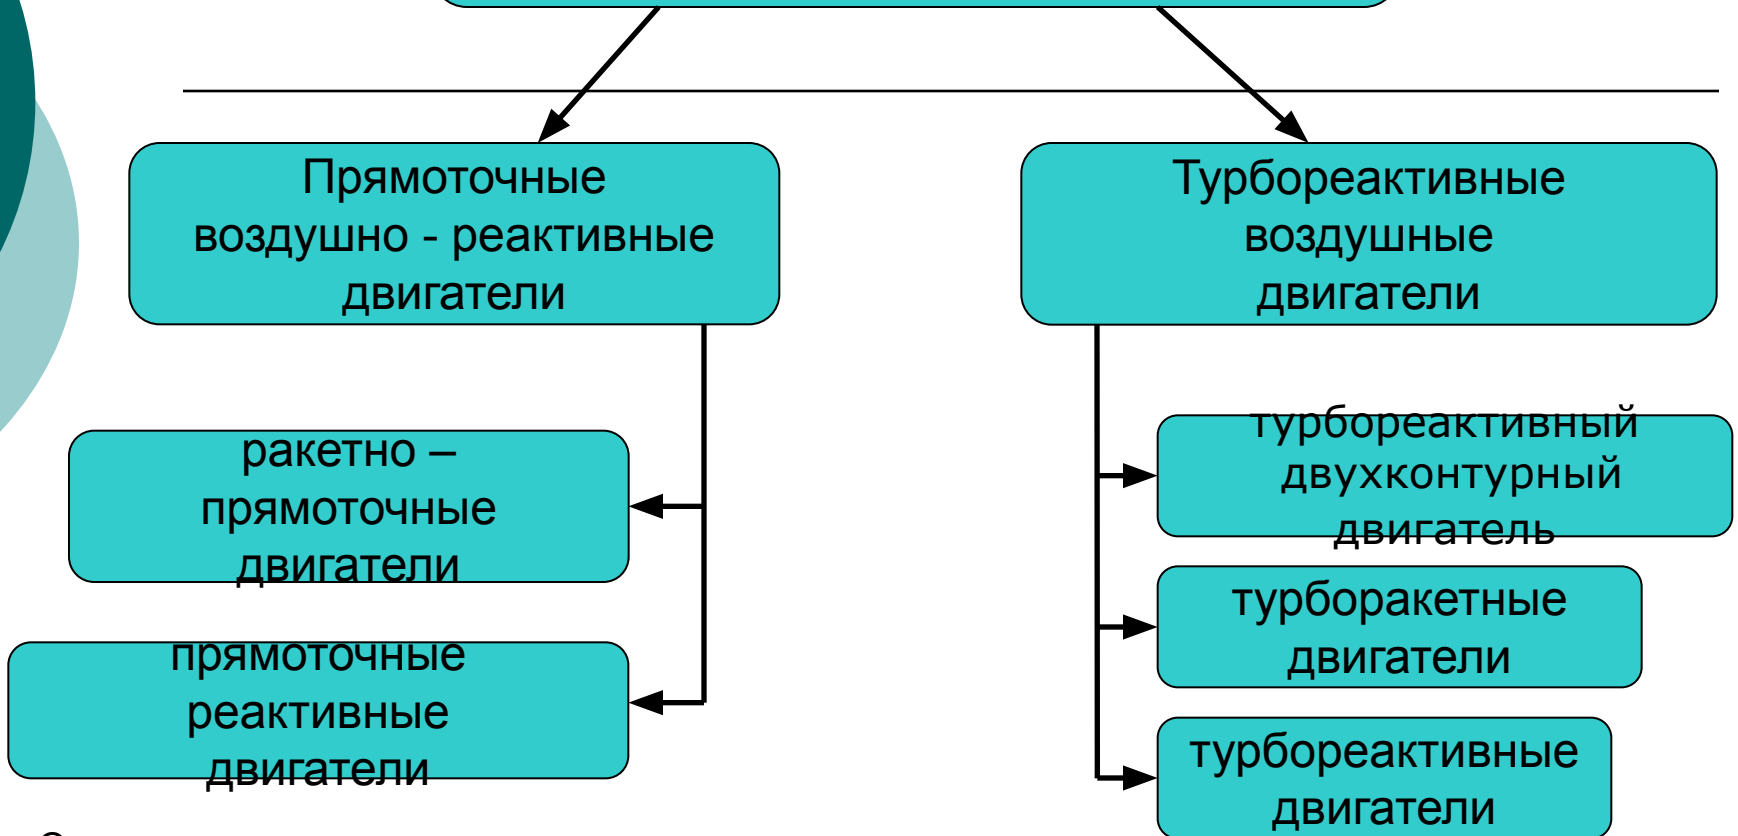 Прямоточные
воздушно - реактивные
двигатели
Турбореактивные
воздушные
двигатели
ракетно –
прямоточные
двигатели
прямоточные
реактивные
двигатели
турбореактивный
двухконтурный
двигатель
турборакетные
двигатели
турбореактивные
двигатели